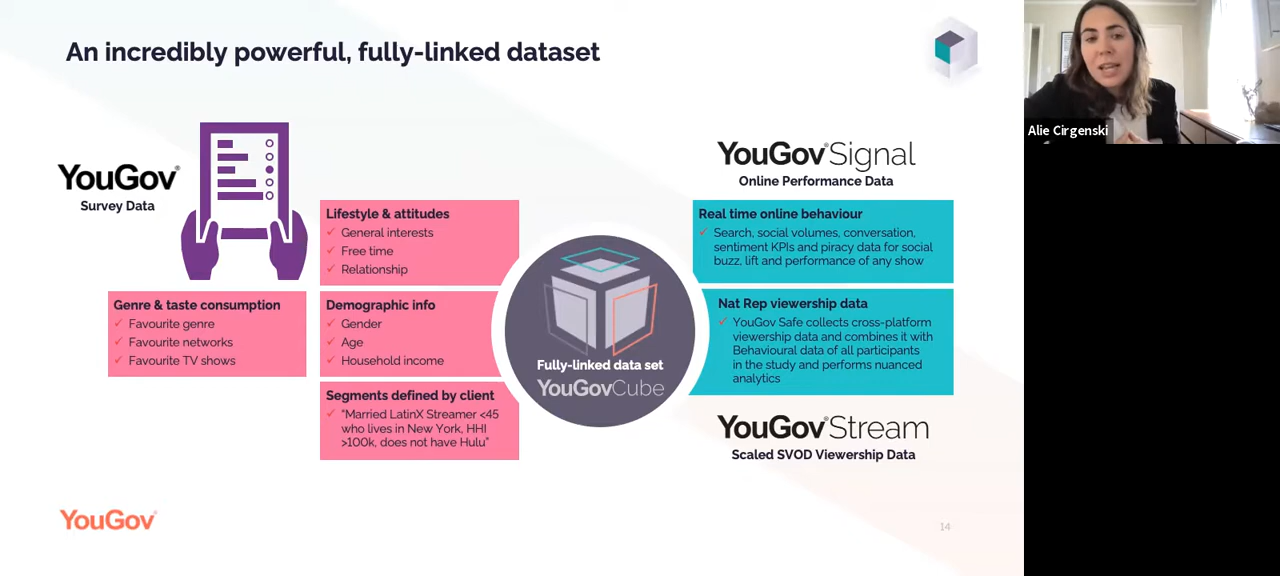 An incredibly powerful, fully-linked dataset
YouGov®
Survey Data
Genre & taste consumption
✓ Favourite genre
✓ Favourite networks
✓ Favourite TV shows
Lifestyle & attitudes
✓ General interests
✓ Free time
✓ Relationship
Demographic info
✓ Gender
✓ Age
✓ Household income
Segments defined by client
✓ "Married LatinX Streamer <45
who lives in New York, HHI
>100k, does not have Hulu"
Fully-linked data set
YouGovCube
YouGov®Signal
Online Performance Data
Real time online behaviour
✓ Search, social volumes, conversation,
sentiment KPIs and piracy data for social
buzz, lift and performance of any show
Nat Rep viewership data
✓ YouGov Safe collects cross-platform
viewership data and combines it with
Behavioural data of all participants
in the study and performs nuanced
analytics
YouGov®Stream
Scaled SVOD Viewership Data
YouGov®
14
Alie Cirgenski